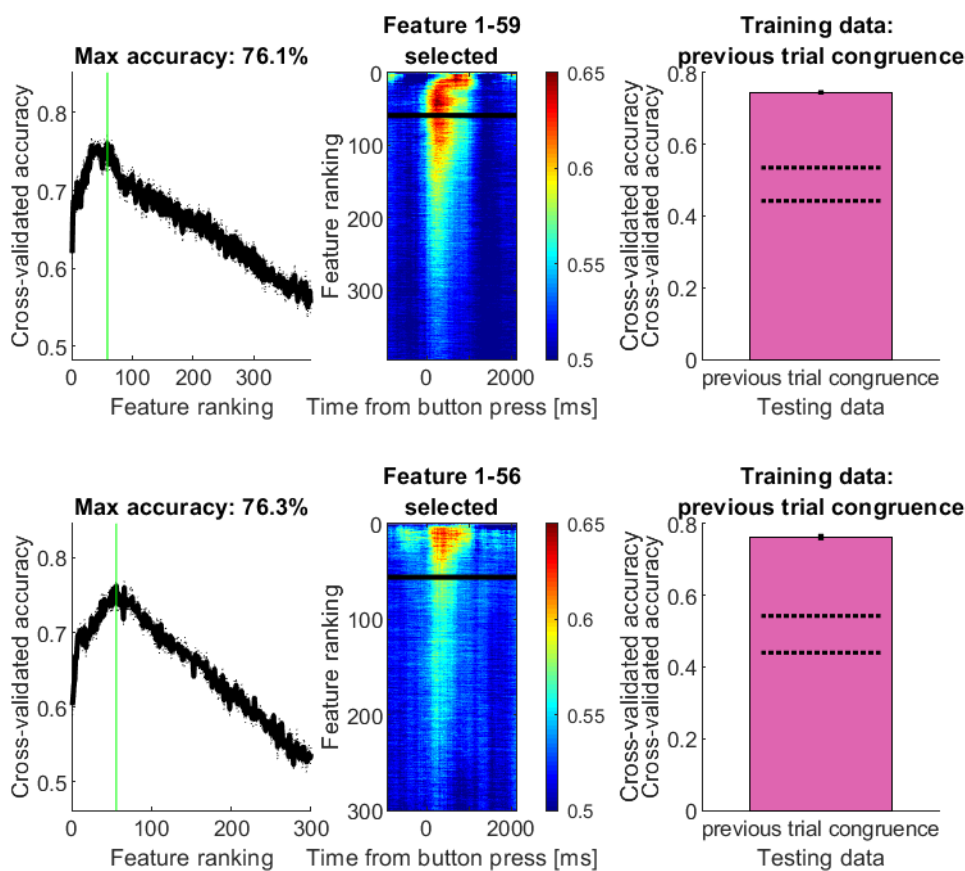 Max accuracy: 76.1%
Cross-validated accuracy
0.8
0.7
0.6
0.5
0
100
200
300
Feature ranking
Feature 1-59
selected
Feature ranking
0
100
200
300
0
2000
Time from button press [ms]
0.65
0.6
0.55
0.5
Training data:
previous trial congruence
Cross-validated accuracy
Cross-validated accuracy
0.8
0.6
0.4
0.2
0
previous trial congruence
Testing data
Max accuracy: 76.3%
Cross-validated accuracy
0.8
0.7
0.6
0.5
0
100
200
300
Feature ranking
Feature 1-56
selected
Feature ranking
0
100
200
300
0
2000
Time from button press [ms]
0.65
0.6
0.55
0.5
Training data:
previous trial congruence
Cross-validated accuracy
Cross-validated accuracy
0.8
0.6
0.4
0.2
0
previous trial congruence
Testing data